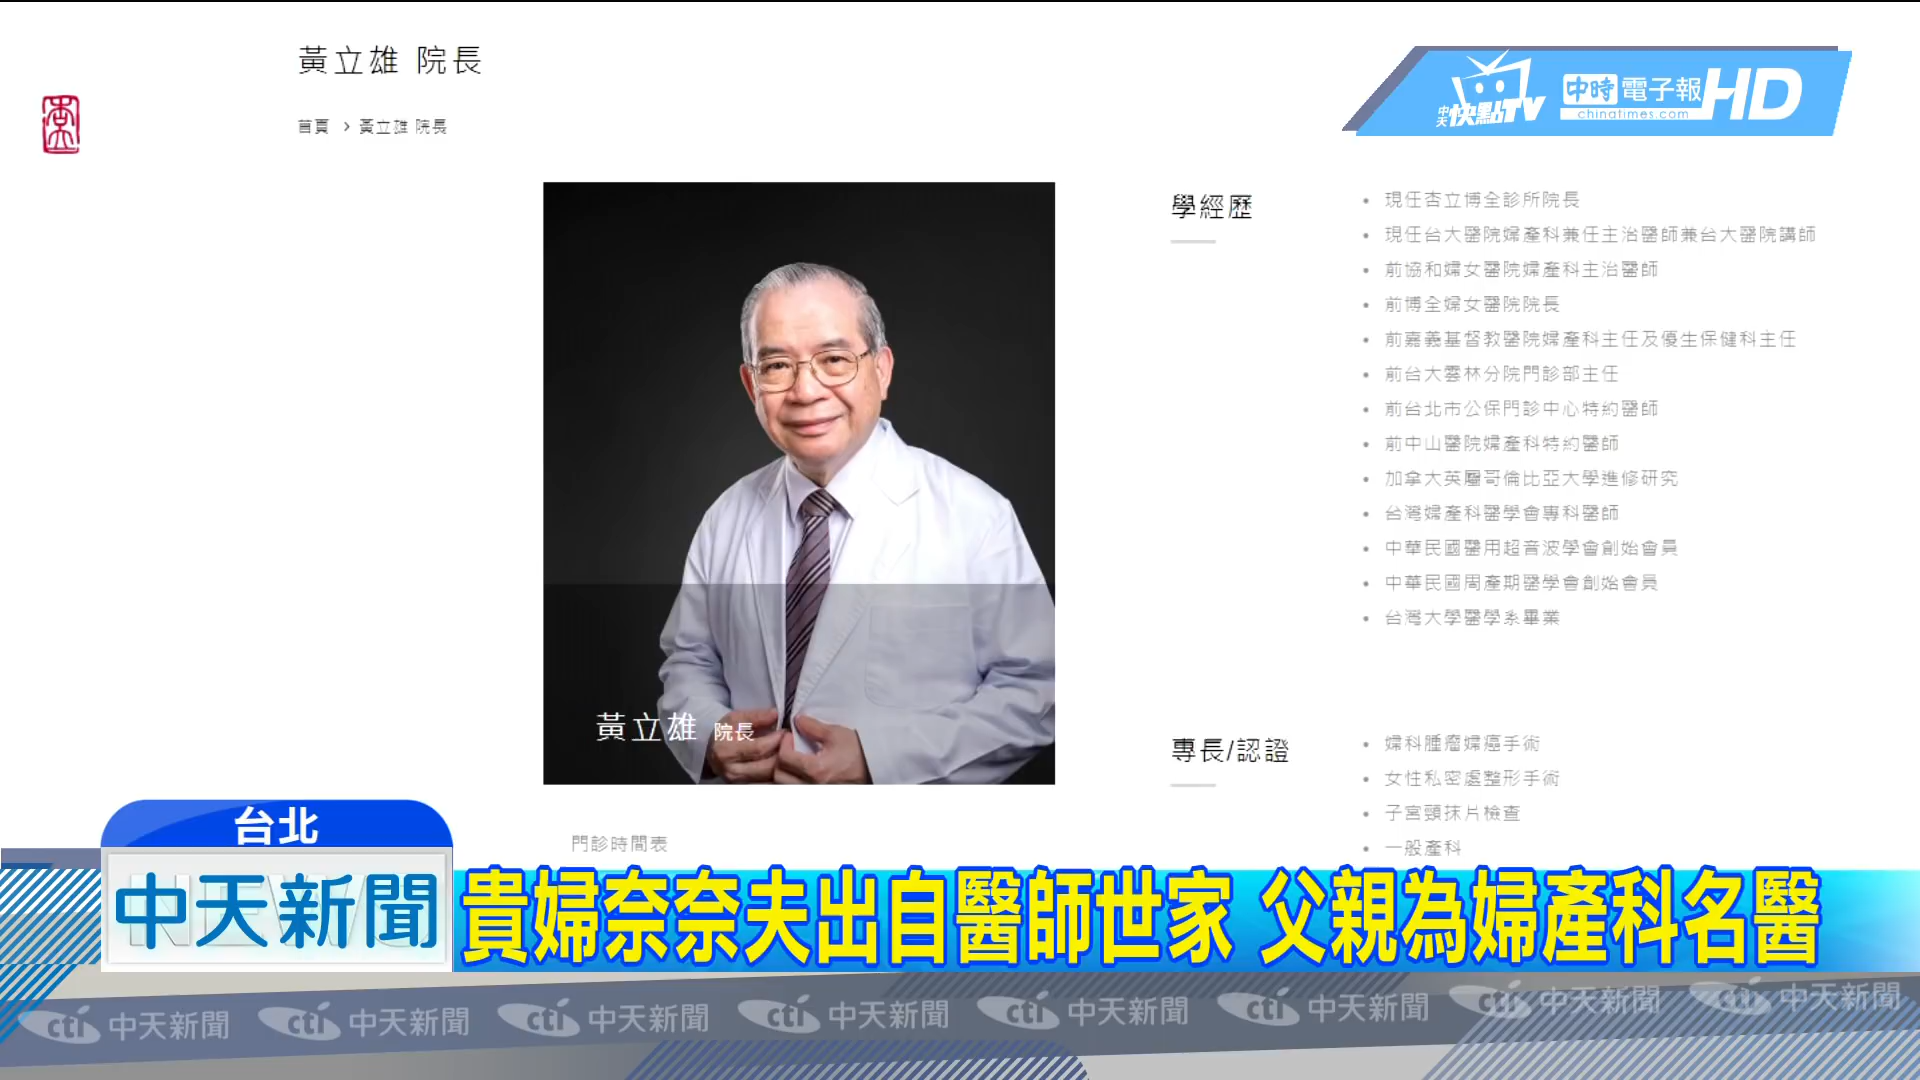 黃立雄 院長
首頁 > 黃立雄 院長
中天快點TV
中時電子報HD
chinatimes.com
學經歷
現任杏立博全診所院長
現任台大醫院婦產科兼任主治醫師兼台大醫院講師
前協和婦女醫院婦產科主治醫師
前博全婦女醫院院長
前嘉義基督教醫院婦產科主任及優生保健科主任
前台大雲林分院門診部主任
前台北市公保門診中心特約醫師
前中山醫院婦產科特約醫師
加拿大英屬哥倫比亞大學進修研究
台灣婦產科醫學會專科醫師
中華民國醫用超音波學會創始會員
中華民國周產期醫學會創始會員
台灣大學醫學系畢業
黃立雄 院長
專長/認證
婦科腫瘤婦癌手術
女性私密處整形手術
子宮頸抹片檢查
一般產科
門診時間表
台北
中天新聞
NEWS
貴婦奈奈夫出自醫師世家 父親為婦產科名醫
cti 中天新聞 cti 中天新聞 cti 中天新聞 cti 中天新聞 cti 中天新聞 cti 中天新聞 cti 中天新聞 cti 中天新聞